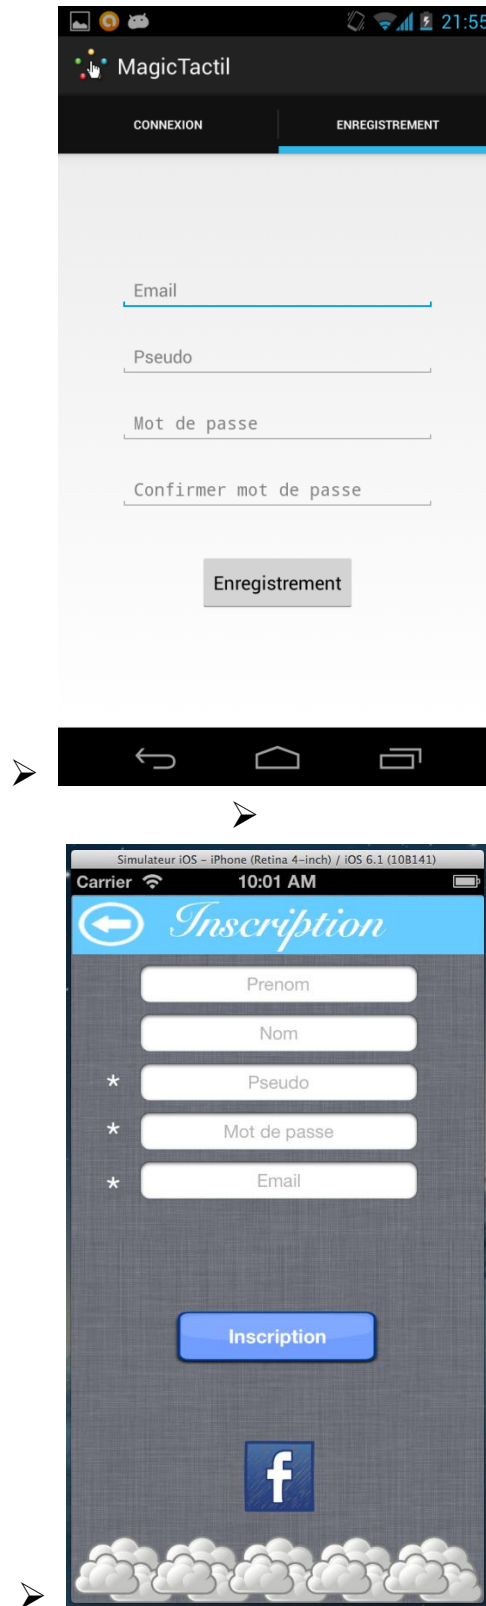 21:55
MagicTactil
CONNEXION ENREGISTREMENT
Email
Pseudo
Mot de passe
Confirmer mot de passe
Enregistrement
Simulateur iOS - iPhone (Retina 4-inch) / iOS 6.1 (10B141)
Carrier 10:01 AM
Inscription
Prenom
Nom
* Pseudo
* Mot de passe
* Email
Inscription
f